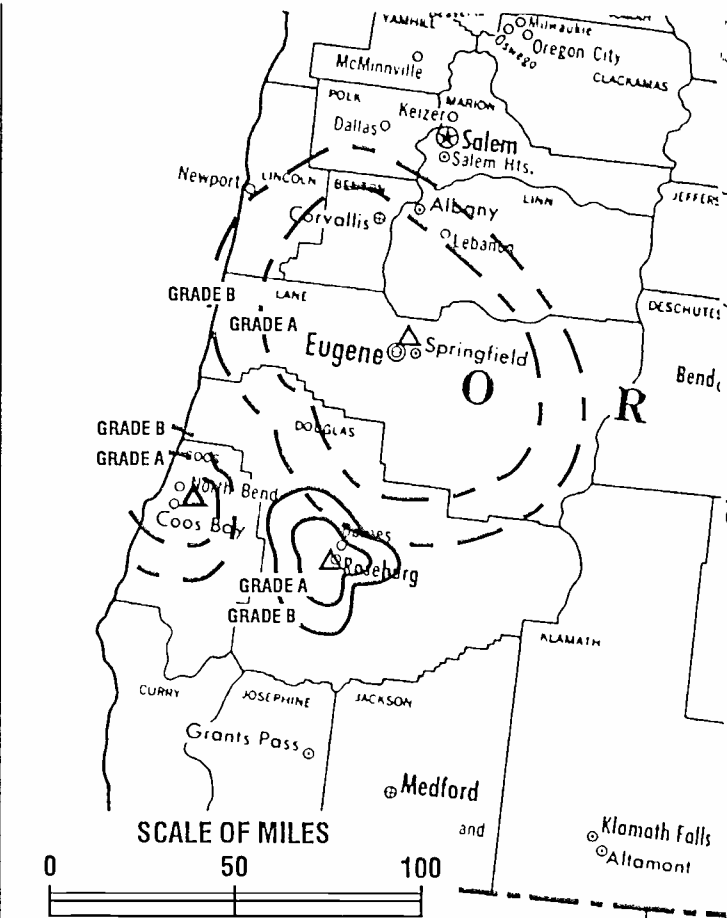 YAMHILL
Milwaukie
Oswego
Oregon City
McMinnville
CLACKAMAS
POLK
MARION
Keizer
Dallas
Salem
Salem Hts.
Newport
LINCOLN
BENTON
LINN
JEFFERS
Corvallis
Albany
Lebanon
GRADE B
LANE
GRADE A
DESCHUTES
Eugene
Springfield
Bend
O
R
DOUGLAS
GRADE B
GRADE A
COOS
North Bend
Coos Bay
Roseburg
GRADE A
GRADE B
KLAMATH
CURRY
JOSEPHINE
JACKSON
Grants Pass
Medford
SCALE OF MILES
and
Klamath Falls
Altamont
0 50 100